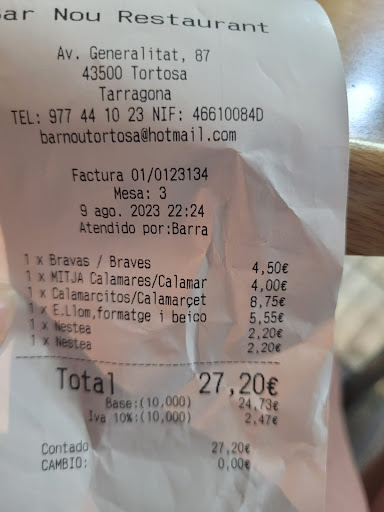 Bar Nou Restaurant
Av. Generalitat, 87
43500 Tortosa
Tarragona
TEL: 977 44 10 23 NIF: 46610084D
barnoutortosa@hotmail.com
Factura 01/0123134
Mesa: 3
9 ago. 2023 22:24
Atendido por:Barra
1 x Bravas / Braves 4,50€
1 x MITJA Calamares/Calamar 4,00€
1 x Calamarcitos/Calamarçet 8,75€
1 x E.Llom,formatge i beico 5,55€
1 x Nestea 2,20€
1 x Nestea 2,20€
Total 27,20€
Base:(10,000) 24,73€
Iva 10%:(10,000) 2,47€
Contado 27,20€
CAMBIO: 0,00€